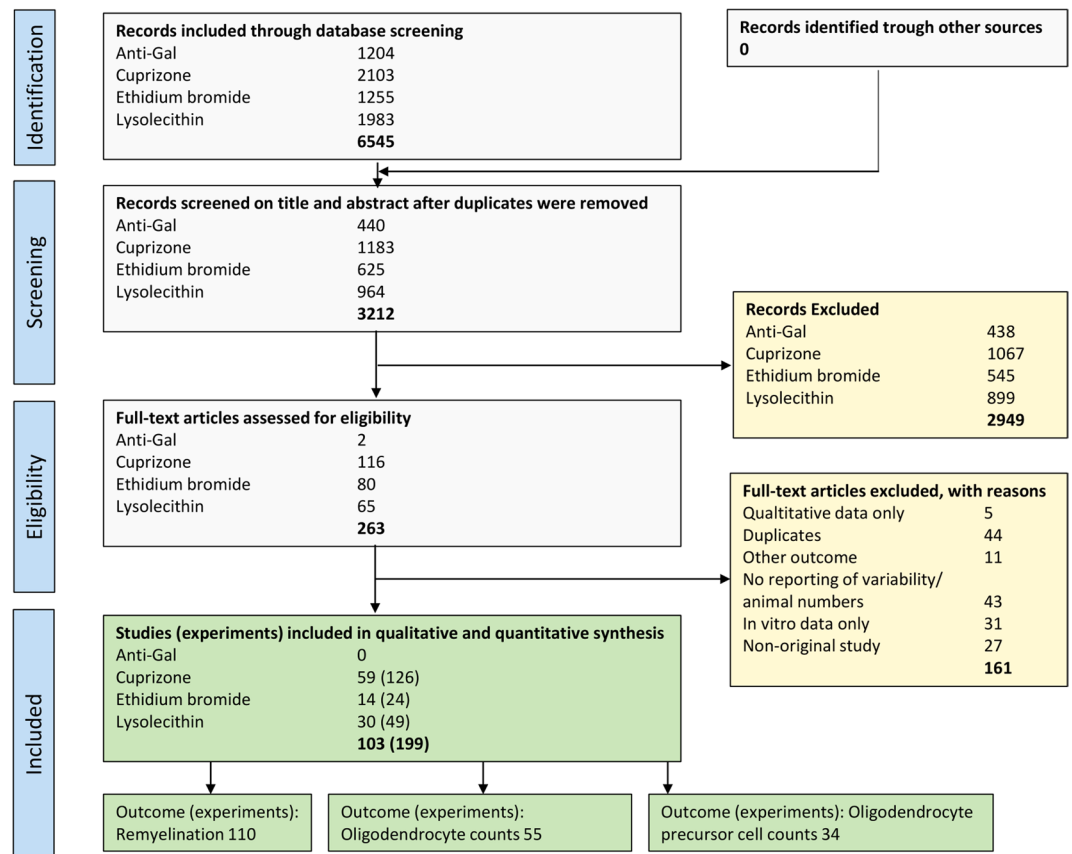 Identification
Records included through database screening
Anti-Gal 1204
Cuprizone 2103
Ethidium bromide 1255
Lysolecithin 1983
6545
Records identified trough other sources
0
Screening
Records screened on title and abstract after duplicates were removed
Anti-Gal 440
Cuprizone 1183
Ethidium bromide 625
Lysolecithin 964
3212
Records Excluded
Anti-Gal 438
Cuprizone 1067
Ethidium bromide 545
Lysolecithin 899
2949
Eligibility
Full-text articles assessed for eligibility
Anti-Gal 2
Cuprizone 116
Ethidium bromide 80
Lysolecithin 65
263
Full-text articles excluded, with reasons
Qualtitative data only 5
Duplicates 44
Other outcome 11
No reporting of variability/
animal numbers 43
In vitro data only 31
Non-original study 27
161
Included
Studies (experiments) included in qualitative and quantitative synthesis
Anti-Gal 0
Cuprizone 59 (126)
Ethidium bromide 14 (24)
Lysolecithin 30 (49)
103 (199)
Outcome (experiments):
Remyelination 110
Outcome (experiments):
Oligodendrocyte counts 55
Outcome (experiments): Oligodendrocyte
precursor cell counts 34